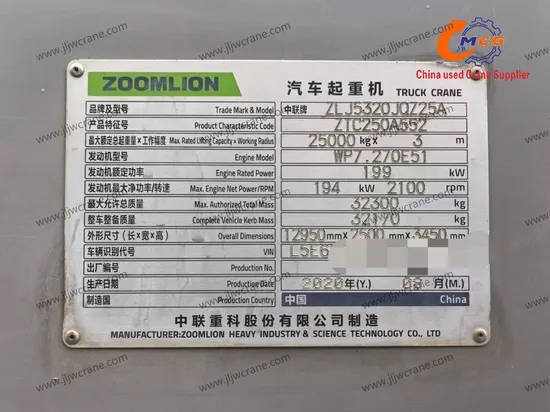 www.jljwcrane.com
MCG
China used Crane Supplier
ZOOMLION 汽车起重机 TRUCK CRANE
品牌及型号 Trade Mark & Model 中联牌 ZLJ5320JQZ25A
产品特征号 Product Characteristic Code ZTC250A552
最大额定总起重量×工作幅度 Max. Rated Lifting Capacity × Working Radius 25000 kg × 3 m
发动机型号 Engine Model WP7.270E51
发动机额定功率 Engine Rated Power 199 kW
发动机最大净功率/转速 Max. Engine Net Power/RPM 194 kW 2100 rpm
最大允许总质量 Max. Authorized Total Mass 32300 kg
整车整备质量 Complete Vehicle Kerb Mass 32170 kg
外形尺寸(长×宽×高) Overall Dimensions 12950 mm× 2500 mm× 3450 mm
车辆识别代号 VIN L5E6
出厂编号 Production No.
生产日期 Production Date 2020 年(Y.) 09 月(M.)
制造国 Production Country 中国 China
中联重科股份有限公司制造
MANUFACTURER:ZOOMLION HEAVY INDUSTRY & SCIENCE TECHNOLOGY CO., LTD